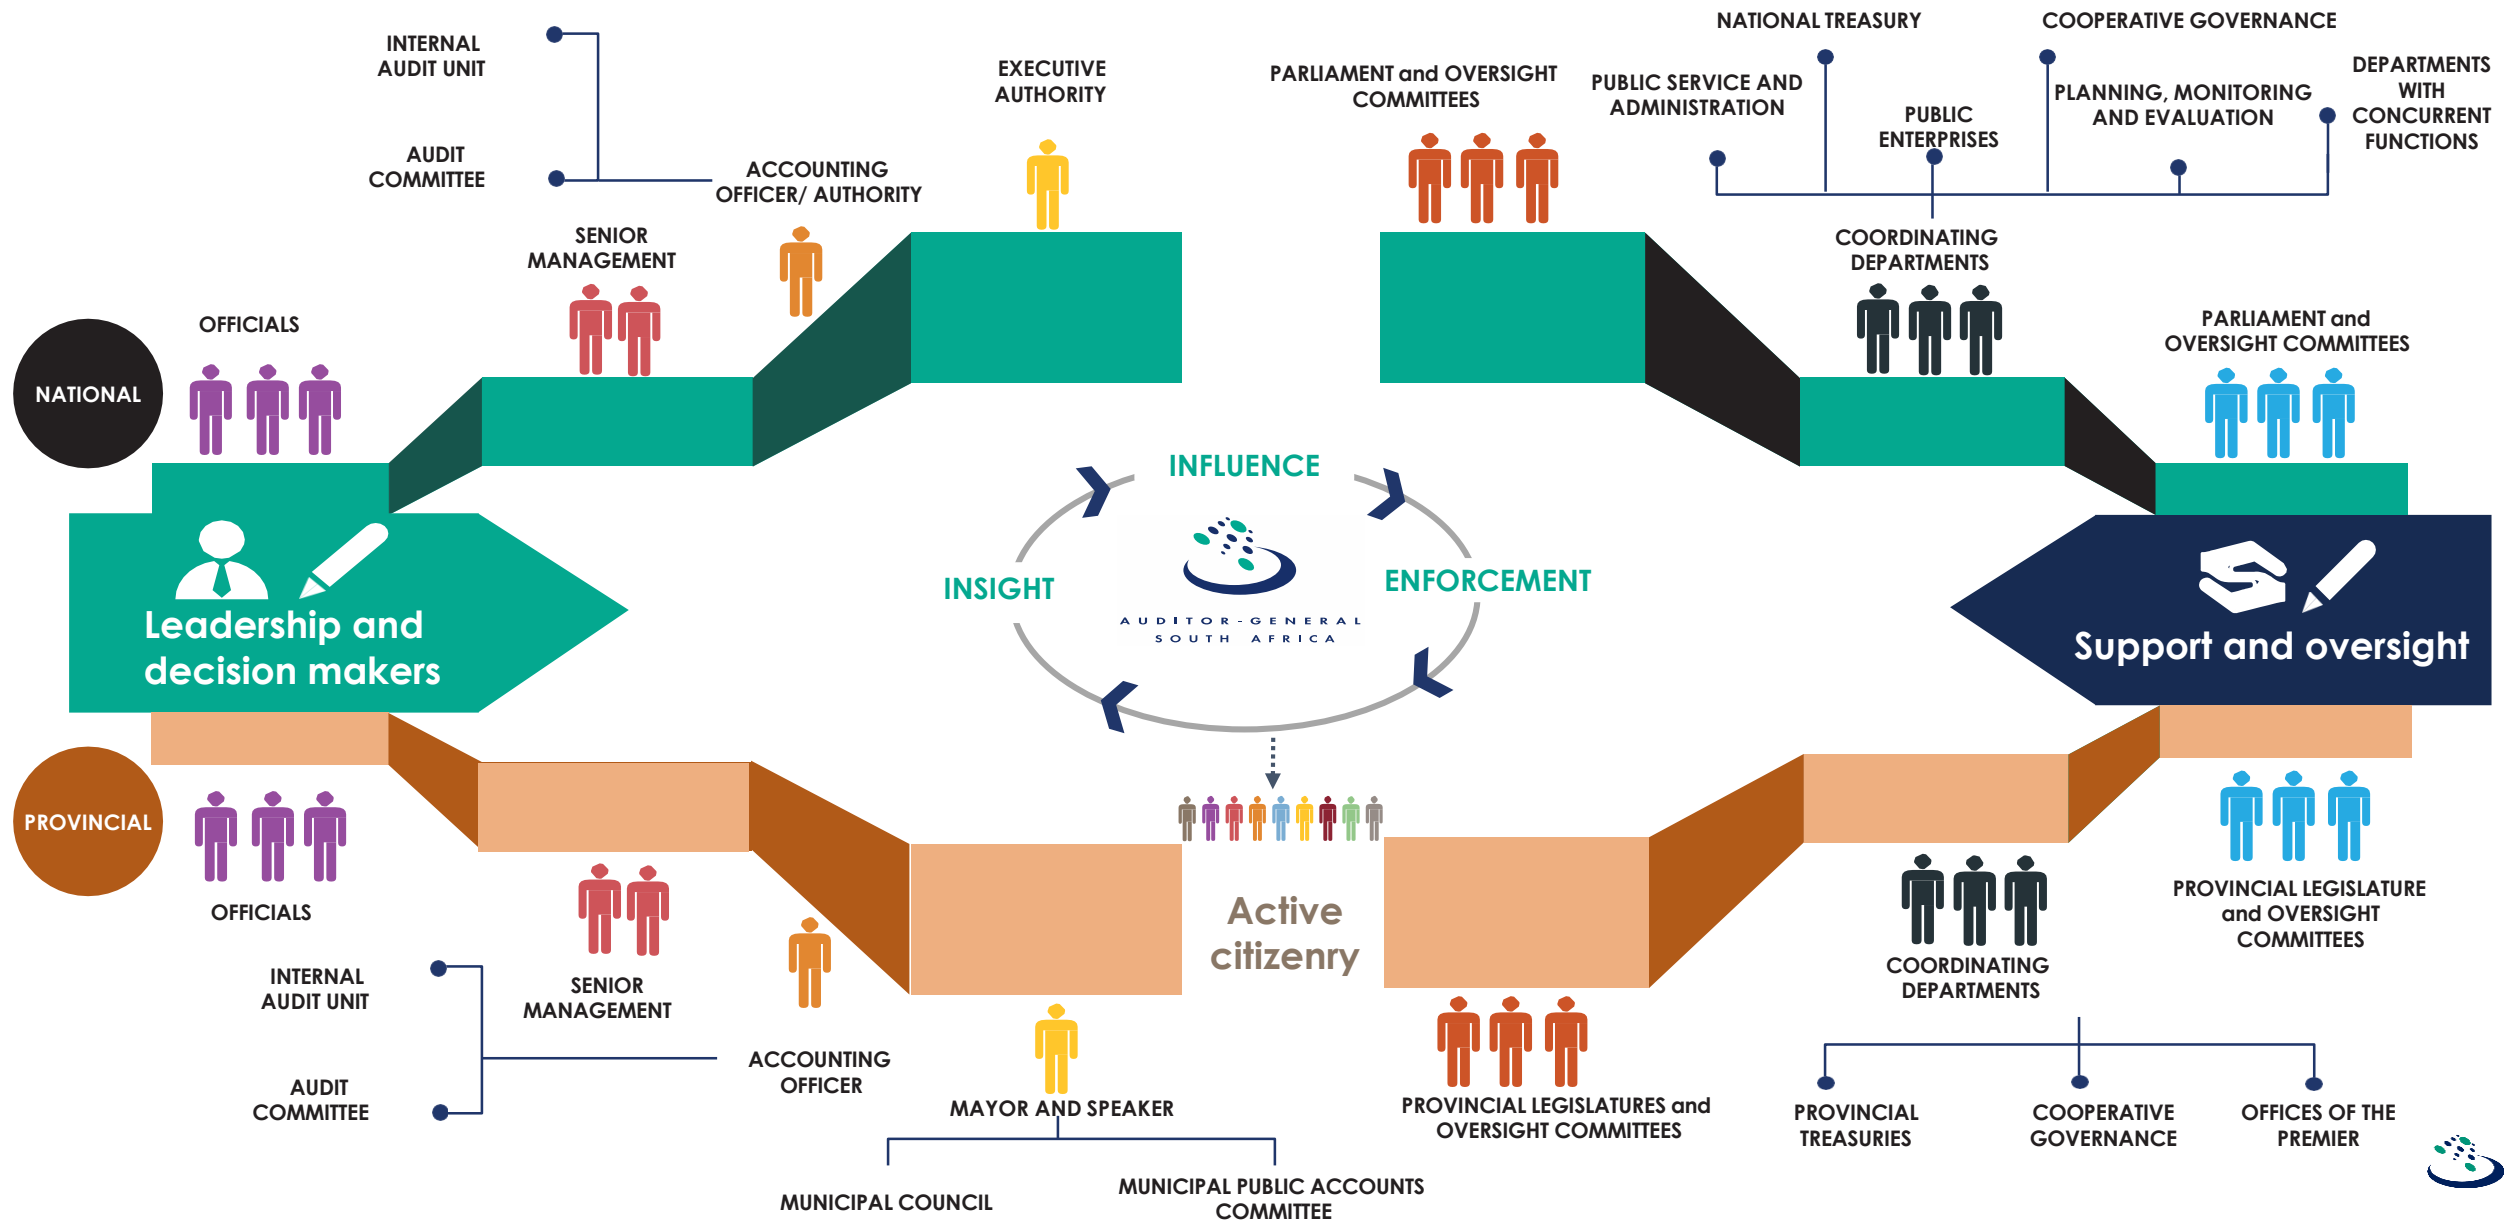 INTERNAL
AUDIT UNIT
AUDIT
COMMITTEE
EXECUTIVE
AUTHORITY
ACCOUNTING
OFFICER/ AUTHORITY
SENIOR
MANAGEMENT
OFFICIALS
NATIONAL
PARLIAMENT and OVERSIGHT
COMMITTEES
NATIONAL TREASURY
COOPERATIVE GOVERNANCE
PUBLIC SERVICE AND
ADMINISTRATION
PUBLIC
ENTERPRISES
PLANNING, MONITORING
AND EVALUATION
DEPARTMENTS
WITH
CONCURRENT
FUNCTIONS
COORDINATING
DEPARTMENTS
PARLIAMENT and
OVERSIGHT COMMITTEES
Leadership and
decision makers
INFLUENCE
INSIGHT
ENFORCEMENT
AUDITOR-GENERAL
SOUTH AFRICA
Support and oversight
PROVINCIAL
OFFICIALS
INTERNAL
AUDIT UNIT
AUDIT
COMMITTEE
SENIOR
MANAGEMENT
ACCOUNTING
OFFICER
MAYOR AND SPEAKER
MUNICIPAL COUNCIL
MUNICIPAL PUBLIC ACCOUNTS
COMMITTEE
Active
citizenry
PROVINCIAL LEGISLATURES and
OVERSIGHT COMMITTEES
COORDINATING
DEPARTMENTS
PROVINCIAL
TREASURIES
COOPERATIVE
GOVERNANCE
OFFICES OF THE
PREMIER
PROVINCIAL LEGISLATURE
and OVERSIGHT
COMMITTEES